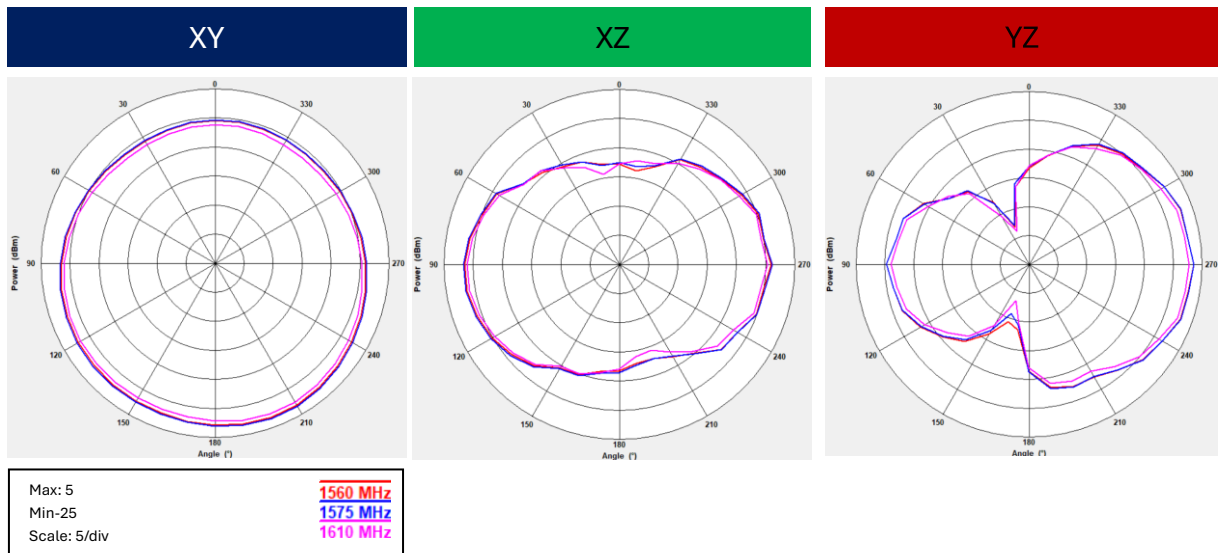 XY
XZ
YZ
0
30
330
60
300
90
270
120
240
150
210
180
Power (dBm)
Angle (°)
0
30
330
60
300
90
270
120
240
150
210
180
Power (dBm)
Angle (°)
0
30
330
60
300
90
270
120
240
150
210
180
Power (dBm)
Angle (°)
Max: 5
Min-25
Scale: 5/div
1560 MHz
1575 MHz
1610 MHz